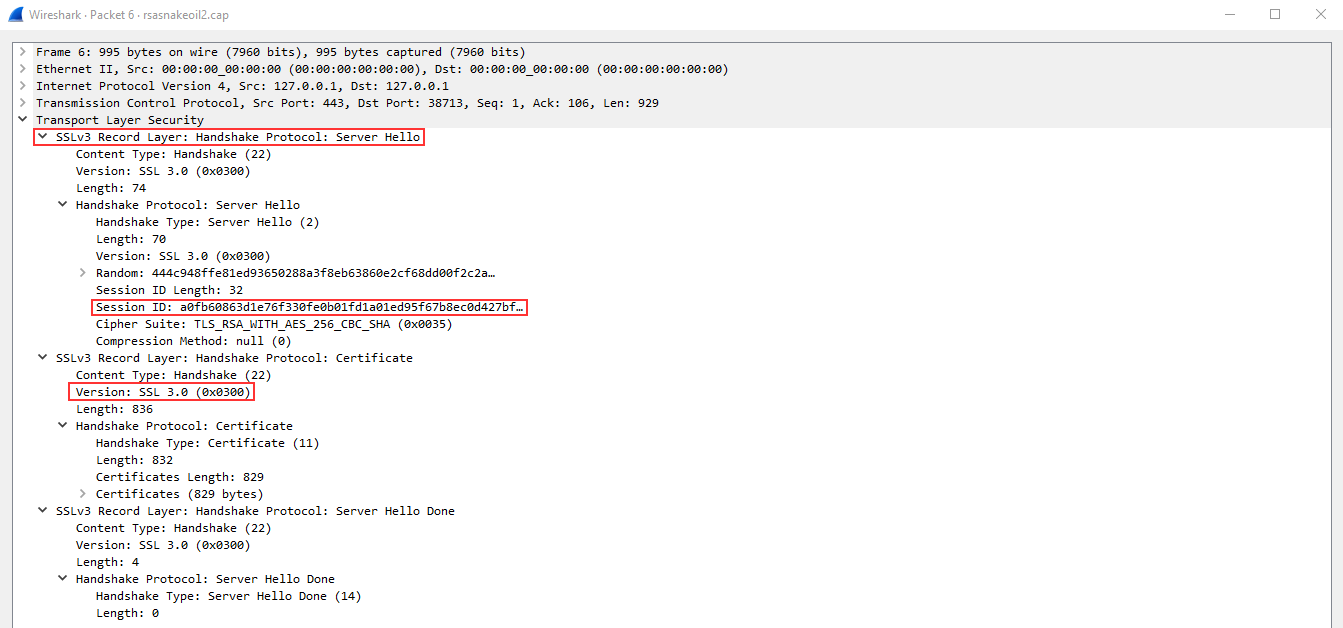 Wireshark · Packet 6 · rsasnakeoil2.cap
Frame 6: 995 bytes on wire (7960 bits), 995 bytes captured (7960 bits)
Ethernet II, Src: 00:00:00_00:00:00 (00:00:00:00:00:00), Dst: 00:00:00_00:00:00 (00:00:00:00:00:00)
Internet Protocol Version 4, Src: 127.0.0.1, Dst: 127.0.0.1
Transmission Control Protocol, Src Port: 443, Dst Port: 38713, Seq: 1, Ack: 106, Len: 929
Transport Layer Security
SSLv3 Record Layer: Handshake Protocol: Server Hello
Content Type: Handshake (22)
Version: SSL 3.0 (0x0300)
Length: 74
Handshake Protocol: Server Hello
Handshake Type: Server Hello (2)
Length: 70
Version: SSL 3.0 (0x0300)
Random: 444c948ffe81ed93650288a3f8eb63860e2cf68dd00f2c2a…
Session ID Length: 32
Session ID: a0fb60863d1e76f330fe0b01fd1a01ed95f67b8ec0d427bf…
Cipher Suite: TLS_RSA_WITH_AES_256_CBC_SHA (0x0035)
Compression Method: null (0)
SSLv3 Record Layer: Handshake Protocol: Certificate
Content Type: Handshake (22)
Version: SSL 3.0 (0x0300)
Length: 836
Handshake Protocol: Certificate
Handshake Type: Certificate (11)
Length: 832
Certificates Length: 829
Certificates (829 bytes)
SSLv3 Record Layer: Handshake Protocol: Server Hello Done
Content Type: Handshake (22)
Version: SSL 3.0 (0x0300)
Length: 4
Handshake Protocol: Server Hello Done
Handshake Type: Server Hello Done (14)
Length: 0